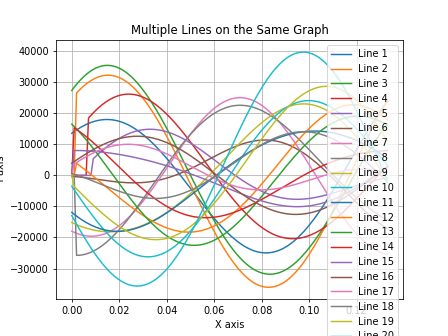 Multiple Lines on the Same Graph
40000
30000
20000
10000
0
−10000
−20000
−30000
0.00
0.02
0.04
0.06
0.08
0.10
X axis
axis
Line 1
Line 2
Line 3
Line 4
Line 5
Line 6
Line 7
Line 8
Line 9
Line 10
Line 11
Line 12
Line 13
Line 14
Line 15
Line 16
Line 17
Line 18
Line 19
Line 20